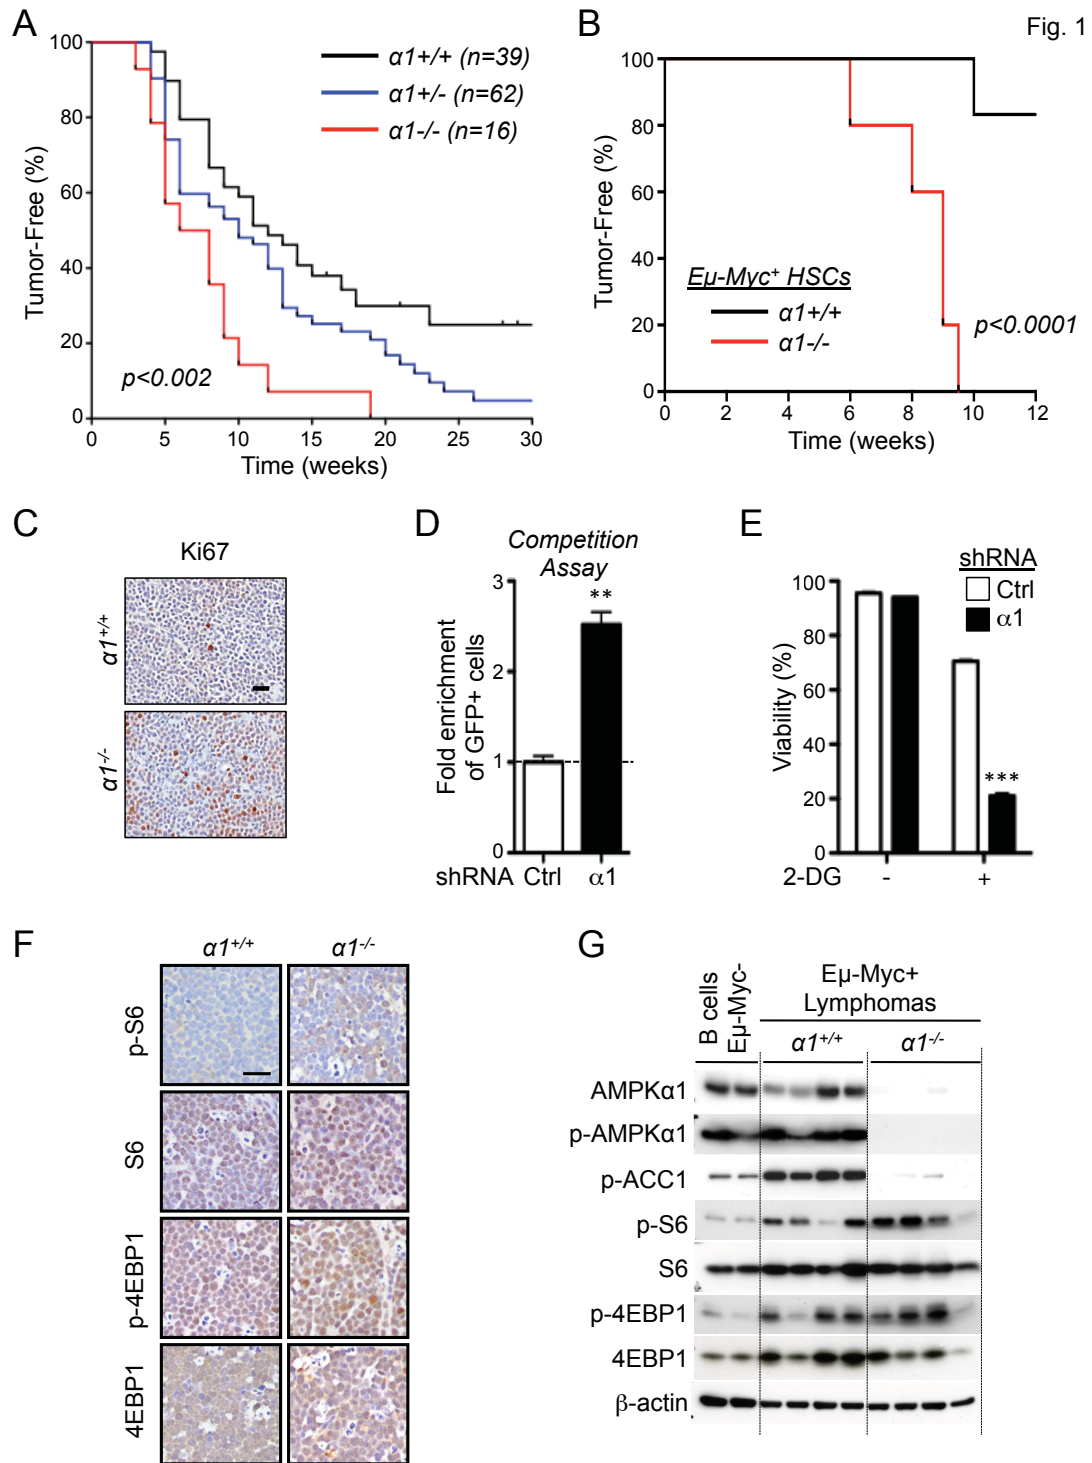 Fig. 1
A
100
80
60
40
20
0
Tumor-Free (%)
α1+/+ (n=39)
α1+/- (n=62)
α1-/- (n=16)
p<0.002
0 5 10 15 20 25 30
Time (weeks)
B
100
80
60
40
20
0
Tumor-Free (%)
Eμ-Myc⁺ HSCs
α1+/+
α1-/-
p<0.0001
0 2 4 6 8 10 12
Time (weeks)
C
Ki67
α1⁺/⁺
α1⁻/⁻
D
Competition
Assay
**
3
2
1
0
Fold enrichment
of GFP+ cells
shRNA Ctrl α1
E
shRNA
Ctrl
α1
100
80
60
40
20
0
Viability (%)
***
2-DG - +
F
α1⁺/⁺ α1⁻/⁻
p-S6
S6
p-4EBP1
4EBP1
G
B cells
Eμ-Myc-
Eμ-Myc+
Lymphomas
α1⁺/⁺ α1⁻/⁻
AMPKα1
p-AMPKα1
p-ACC1
p-S6
S6
p-4EBP1
4EBP1
β-actin